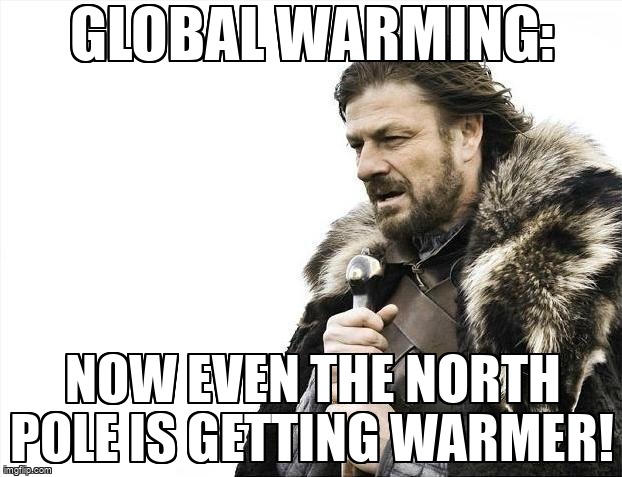 GLOBAL WARMING:
NOW EVEN THE NORTH
POLE IS GETTING WARMER!
imgflip.com